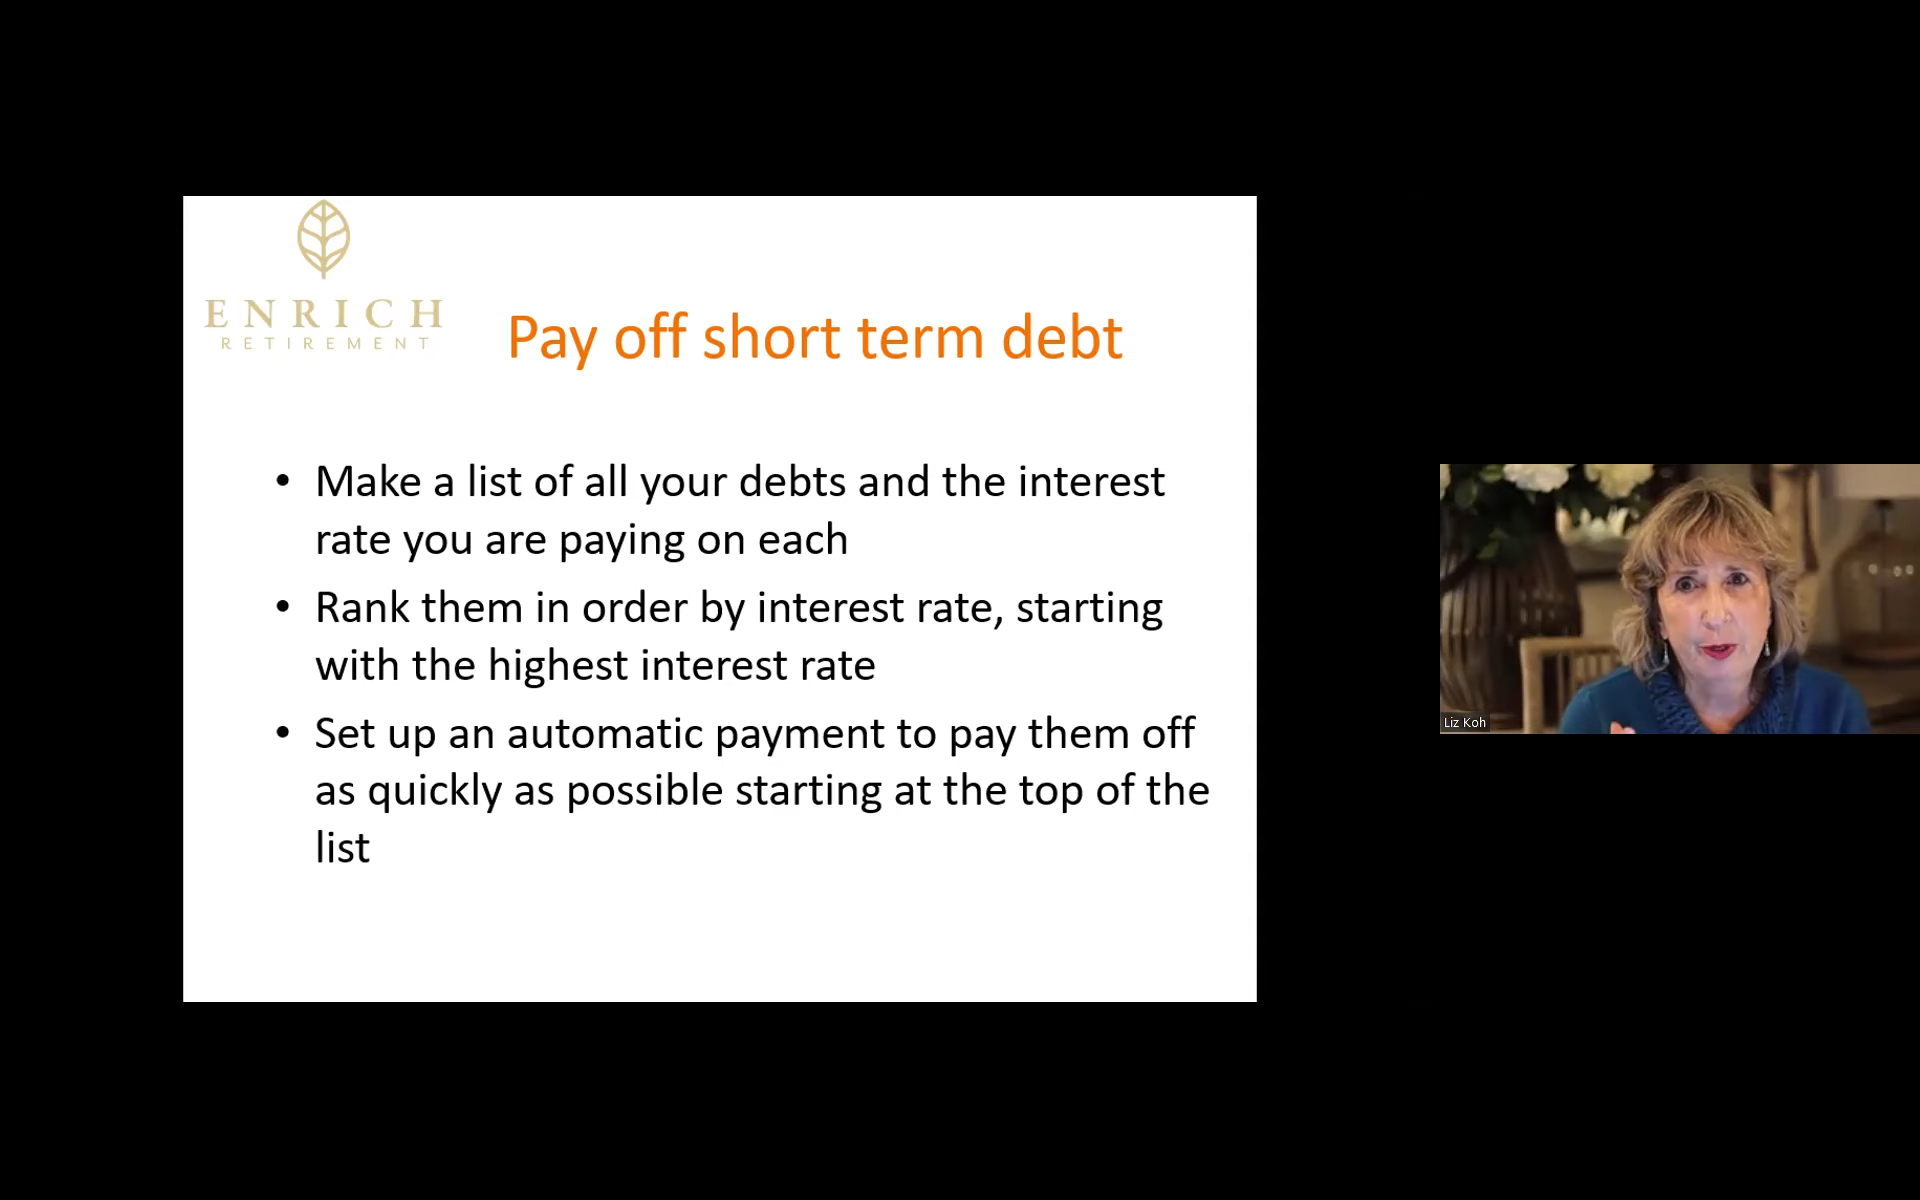 ENRICH
RETIREMENT
Pay off short term debt
• Make a list of all your debts and the interest
rate you are paying on each
• Rank them in order by interest rate, starting
with the highest interest rate
• Set up an automatic payment to pay them off
as quickly as possible starting at the top of the
list
Liz Koh